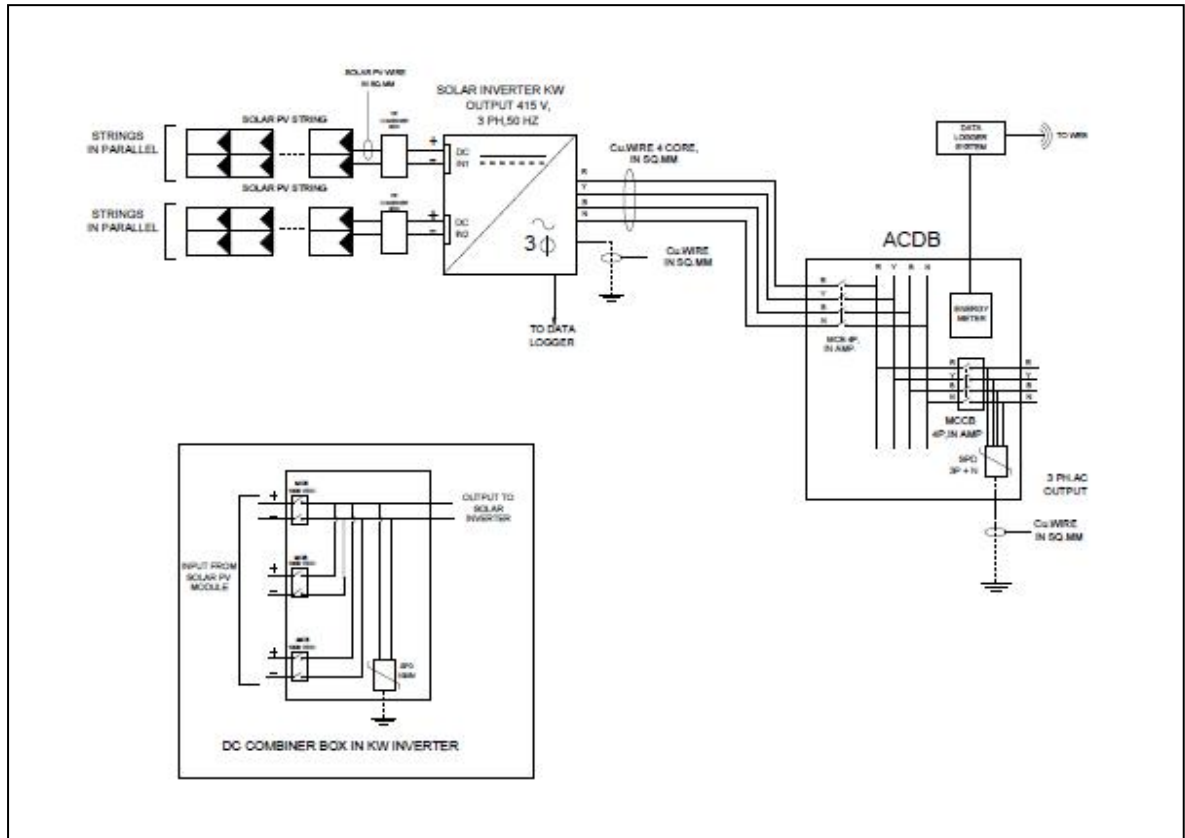 SOLAR PV WIRE
IN SQ.MM
SOLAR INVERTER KW
OUTPUT 415 V,
3 PH,50 HZ
SOLAR PV STRING
STRINGS
IN PARALLEL
+
-
DC
IN1
SOLAR PV STRING
STRINGS
IN PARALLEL
+
-
DC
IN2
3ϕ
Cu.WIRE 4 CORE,
IN SQ.MM
R
Y
B
N
Cu.WIRE
IN SQ.MM
TO DATA
LOGGER
DATA
LOGGER
SYSTEM
TO WEB
ACDB
R Y B N
R
Y
B
N
MCB 4P,
IN AMP.
ENERGY
METER
R
Y
B
N
R
Y
B
N
MCCB
4P,IN AMP
SPD
3P + N
3 PH.AC
OUTPUT
Cu.WIRE
IN SQ.MM
+
-
OUTPUT TO
SOLAR
INVERTER
INPUT FROM
SOLAR PV
MODULE
+
-
+
-
SPD
DC COMBINER BOX IN KW INVERTER